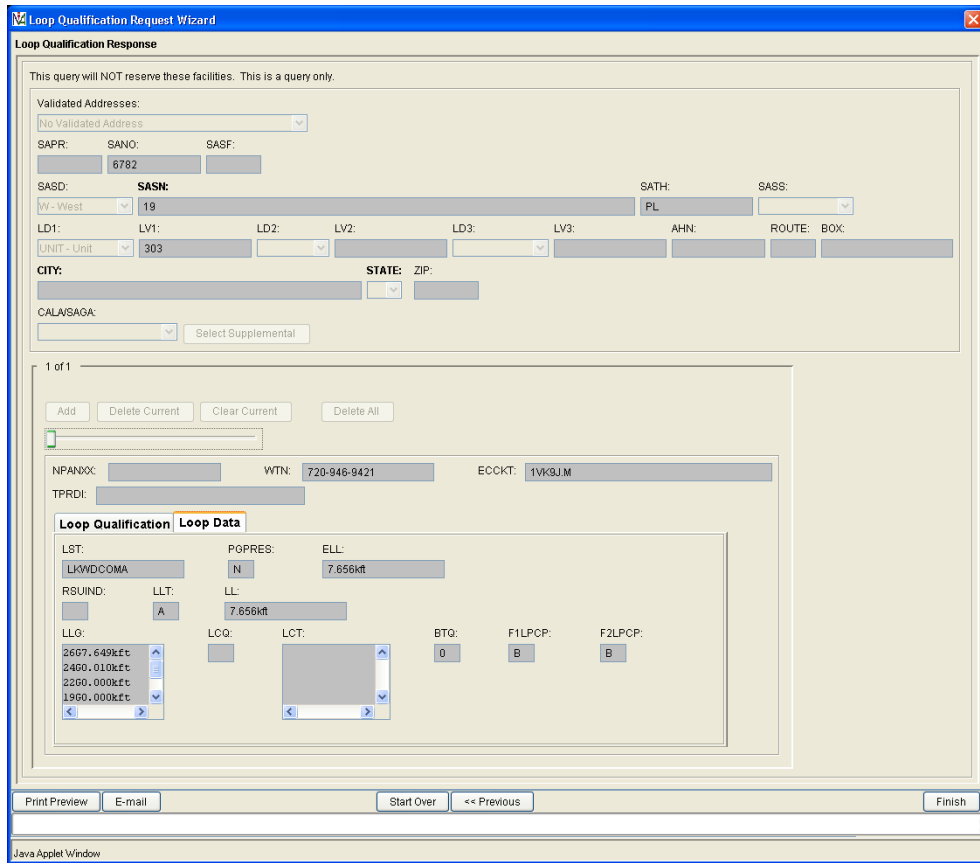 Loop Qualification Request Wizard
Loop Qualification Response
This query will NOT reserve these facilities. This is a query only.
Validated Addresses:
No Validated Address
SAPR: SANO: SASF:
6782
SASD: SASN: SATH: SASS:
W - West 19 PL
LD1: LV1: LD2: LV2: LD3: LV3: AHN: ROUTE: BOX:
UNIT - Unit 303
CITY: STATE: ZIP:
CALA/SAGA:
Select Supplemental
1 of 1
Add Delete Current Clear Current Delete All
NPANXX: WTN: 720-946-9421 ECCKT: 1VK9J.M
TPRDI:
Loop Qualification Loop Data
LST: PGPRES: ELL:
LKWDCOMA N 7.656kft
RSUIND: LLT: LL:
A 7.656kft
LLG: LCQ: LCT: BTQ: F1LPCP: F2LPCP:
26G7.649kft 0 B B
24G0.010kft
22G0.000kft
19G0.000kft
Print Preview E-mail Start Over << Previous Finish
Java Applet Window